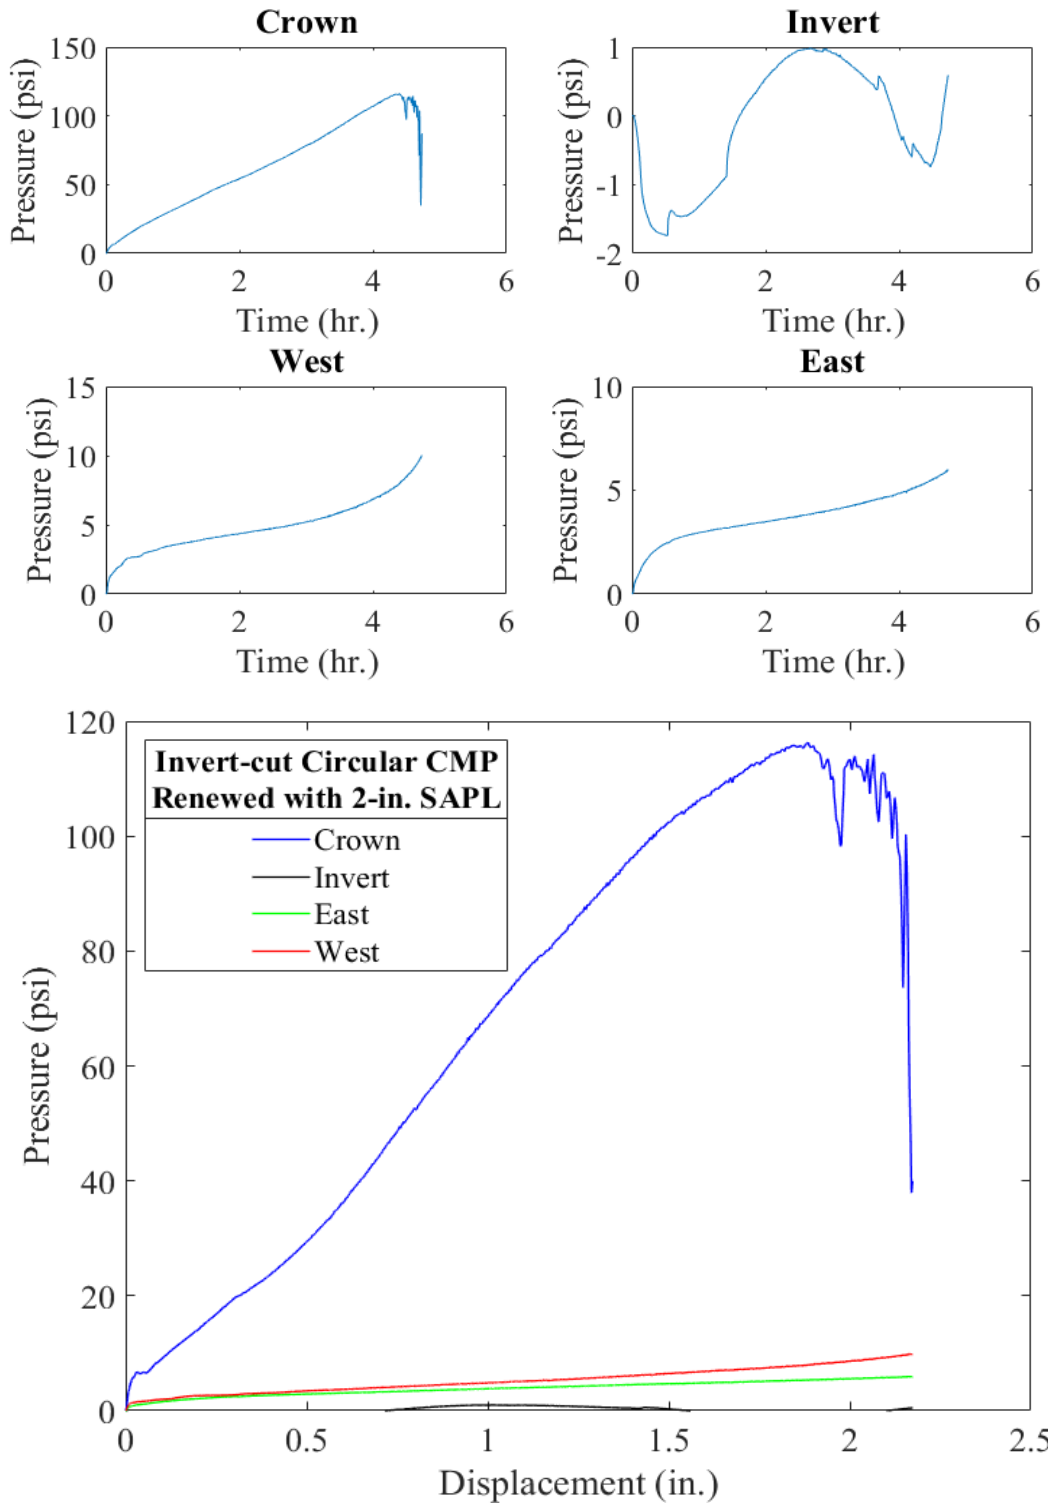 Crown
150
100
50
0
Pressure (psi)
0 2 4 6
Time (hr.)
Invert
1
0
-1
-2
Pressure (psi)
0 2 4 6
Time (hr.)
West
15
10
5
0
Pressure (psi)
0 2 4 6
Time (hr.)
East
10
5
0
Pressure (psi)
0 2 4 6
Time (hr.)
120
100
80
60
40
20
0
Pressure (psi)
Invert-cut Circular CMP
Renewed with 2-in. SAPL
Crown
Invert
East
West
0 0.5 1 1.5 2 2.5
Displacement (in.)